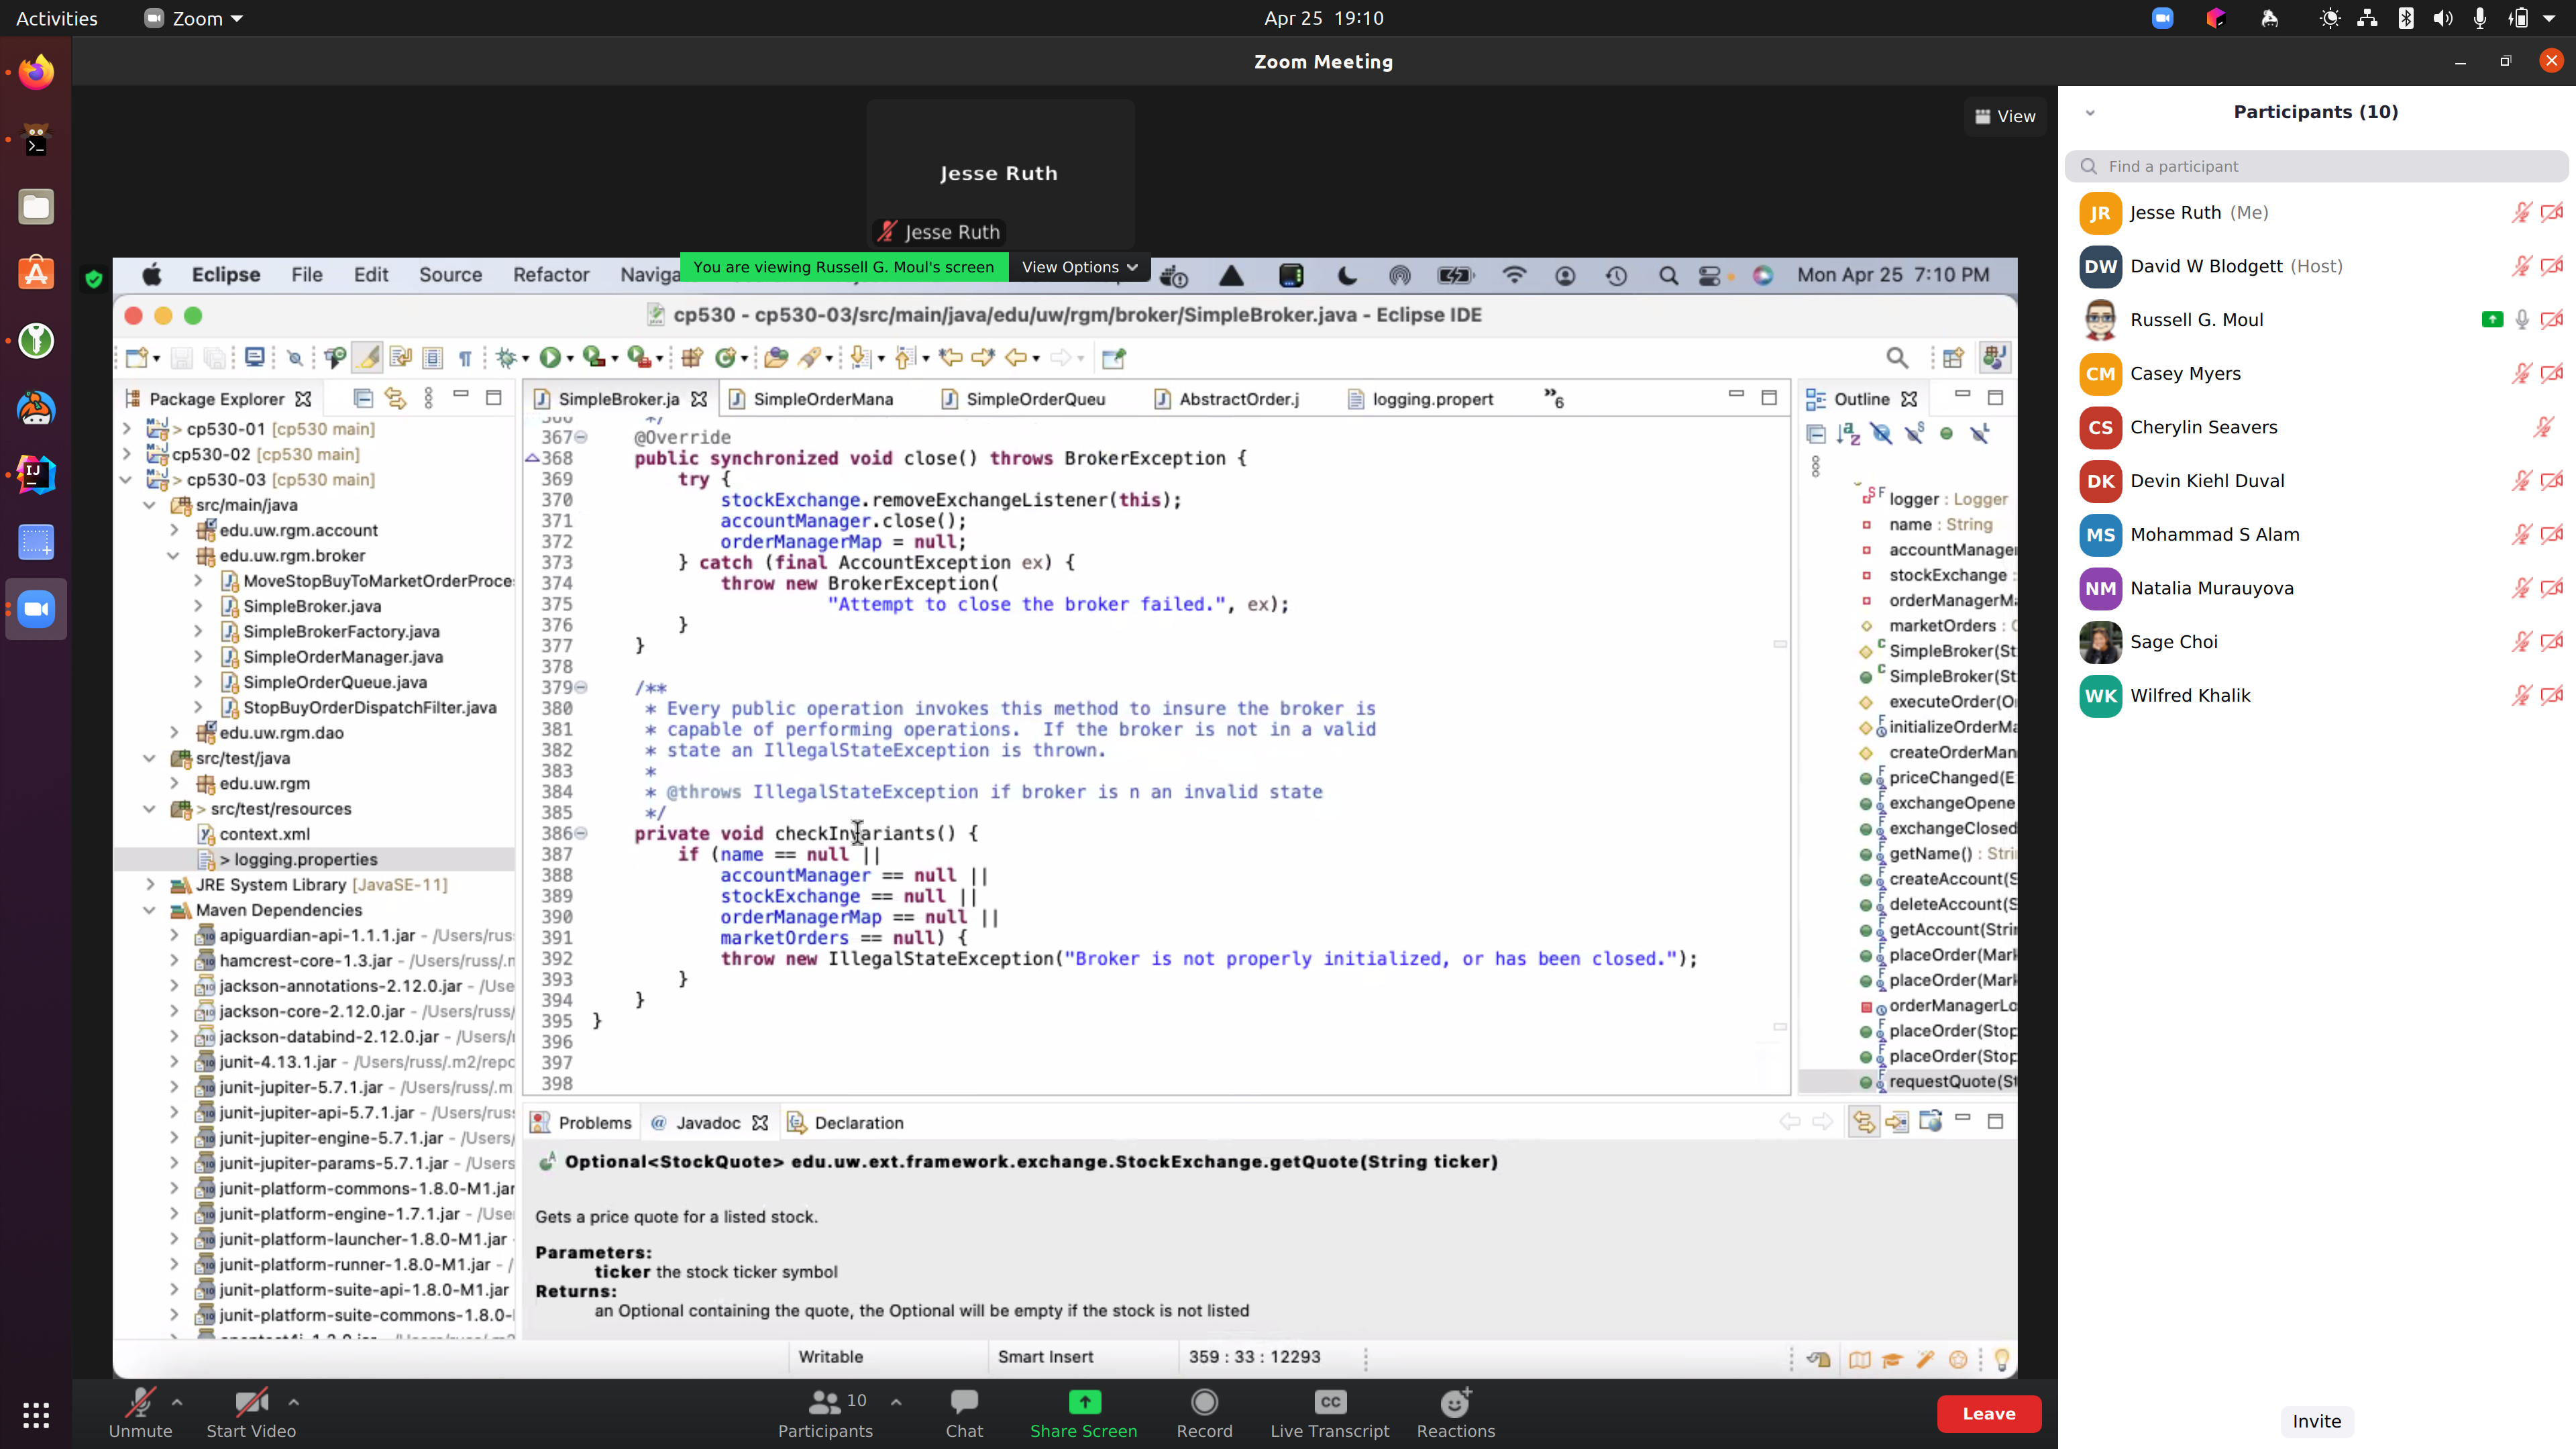 Activities
Zoom
Apr 25 19:10
Zoom Meeting
Jesse Ruth
Jesse Ruth
View
You are viewing Russell G. Moul's screen
View Options
Eclipse File Edit Source Refactor
Mon Apr 25 7:10 PM
cp530 - cp530-03/src/main/java/edu/uw/rgm/broker/SimpleBroker.java - Eclipse IDE
Package Explorer
> cp530-01 [cp530 main]
cp530-02 [cp530 main]
> cp530-03 [cp530 main]
src/main/java
edu.uw.rgm.account
edu.uw.rgm.broker
MoveStopBuyToMarketOrderProce
SimpleBroker.java
SimpleBrokerFactory.java
SimpleOrderManager.java
SimpleOrderQueue.java
StopBuyOrderDispatchFilter.java
edu.uw.rgm.dao
src/test/java
edu.uw.rgm
> src/test/resources
context.xml
> logging.properties
JRE System Library [JavaSE-11]
Maven Dependencies
apiguardian-api-1.1.1.jar - /Users/rus
hamcrest-core-1.3.jar - /Users/russ/.n
jackson-annotations-2.12.0.jar - /Use
jackson-core-2.12.0.jar - /Users/russ/
jackson-databind-2.12.0.jar - /Users/
junit-4.13.1.jar - /Users/russ/.m2/repo
junit-jupiter-5.7.1.jar - /Users/russ/.m
junit-jupiter-api-5.7.1.jar - /Users/rus
junit-jupiter-engine-5.7.1.jar - /Users/
junit-jupiter-params-5.7.1.jar - /Users
junit-platform-commons-1.8.0-M1.jar
junit-platform-engine-1.7.1.jar - /Use
junit-platform-launcher-1.8.0-M1.jar
junit-platform-runner-1.8.0-M1.jar - /
junit-platform-suite-api-1.8.0-M1.jar
junit-platform-suite-commons-1.8.0-
SimpleBroker.ja
SimpleOrderMana
SimpleOrderQueu
AbstractOrder.j
logging.propert
»6
367 @Override
368 public synchronized void close() throws BrokerException {
369 try {
370 stockExchange.removeExchangeListener(this);
371 accountManager.close();
372 orderManagerMap = null;
373 } catch (final AccountException ex) {
374 throw new BrokerException(
375 "Attempt to close the broker failed.", ex);
376 }
377 }
378
379 /**
380 * Every public operation invokes this method to insure the broker is
381 * capable of performing operations.  If the broker is not in a valid
382 * state an IllegalStateException is thrown.
383 *
384 * @throws IllegalStateException if broker is n an invalid state
385 */
386 private void checkInvariants() {
387 if (name == null ||
388 accountManager == null ||
389 stockExchange == null ||
390 orderManagerMap == null ||
391 marketOrders == null) {
392 throw new IllegalStateException("Broker is not properly initialized, or has been closed.");
393 }
394 }
395 }
396
397
398
Outline
logger : Logger
name : String
accountManage
stockExchange :
orderManagerM
marketOrders :
SimpleBroker(St
SimpleBroker(St
executeOrder(O
initializeOrderMa
createOrderMan
priceChanged(E
exchangeOpene
exchangeClosed
getName() : Stri
createAccount(S
deleteAccount(S
getAccount(Strin
placeOrder(Mark
placeOrder(Mark
orderManagerLo
placeOrder(Stop
placeOrder(Stop
requestQuote(St
Problems
@ Javadoc
Declaration
Optional<StockQuote> edu.uw.ext.framework.exchange.StockExchange.getQuote(String ticker)
Gets a price quote for a listed stock.
Parameters:
ticker the stock ticker symbol
Returns:
an Optional containing the quote, the Optional will be empty if the stock is not listed
Writable
Smart Insert
359 : 33 : 12293
Participants (10)
Find a participant
JR Jesse Ruth (Me)
DW David W Blodgett (Host)
Russell G. Moul
CM Casey Myers
CS Cherylin Seavers
DK Devin Kiehl Duval
MS Mohammad S Alam
NM Natalia Murauyova
Sage Choi
WK Wilfred Khalik
Invite
Unmute
Start Video
10
Participants
Chat
Share Screen
Record
CC
Live Transcript
Reactions
Leave